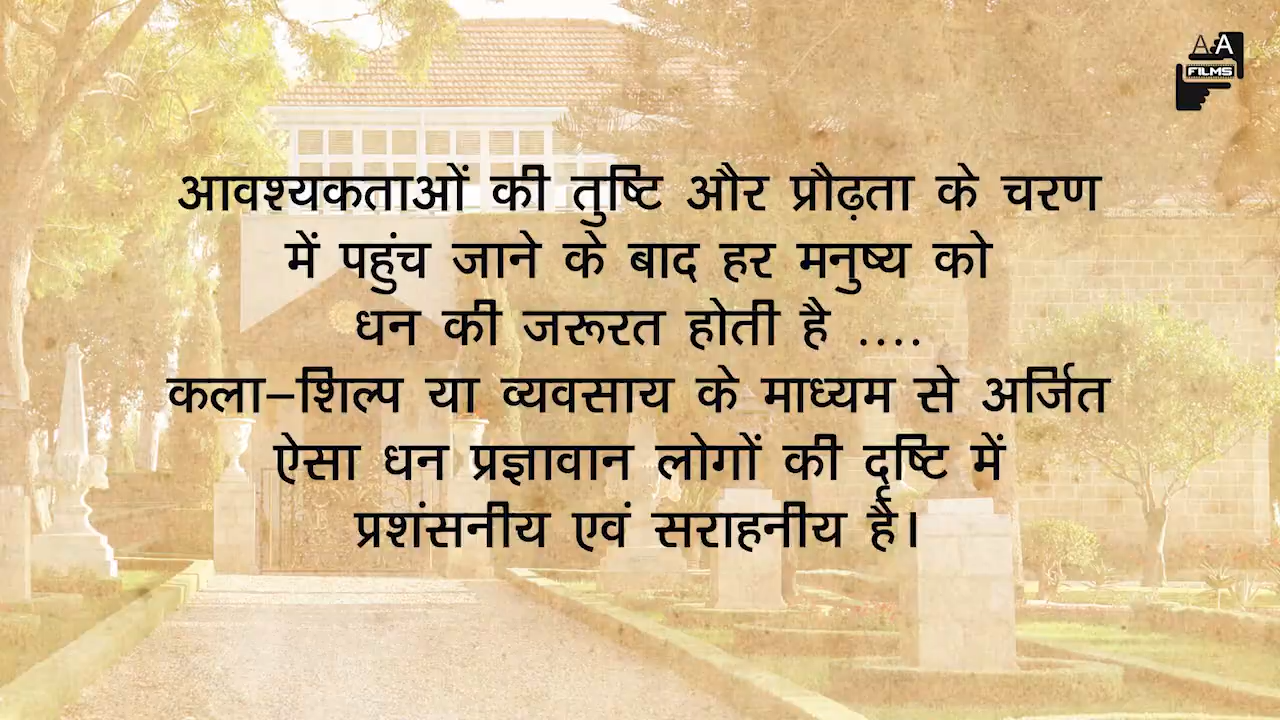 AA
FILMS
आवश्यकताओं की तुष्टि और प्रौढ़ता के चरण
में पहुंच जाने के बाद हर मनुष्य को
धन की जरूरत होती है ....
कला–शिल्प या व्यवसाय के माध्यम से अर्जित
ऐसा धन प्रज्ञावान लोगों की दृष्टि में
प्रशंसनीय एवं सराहनीय है।